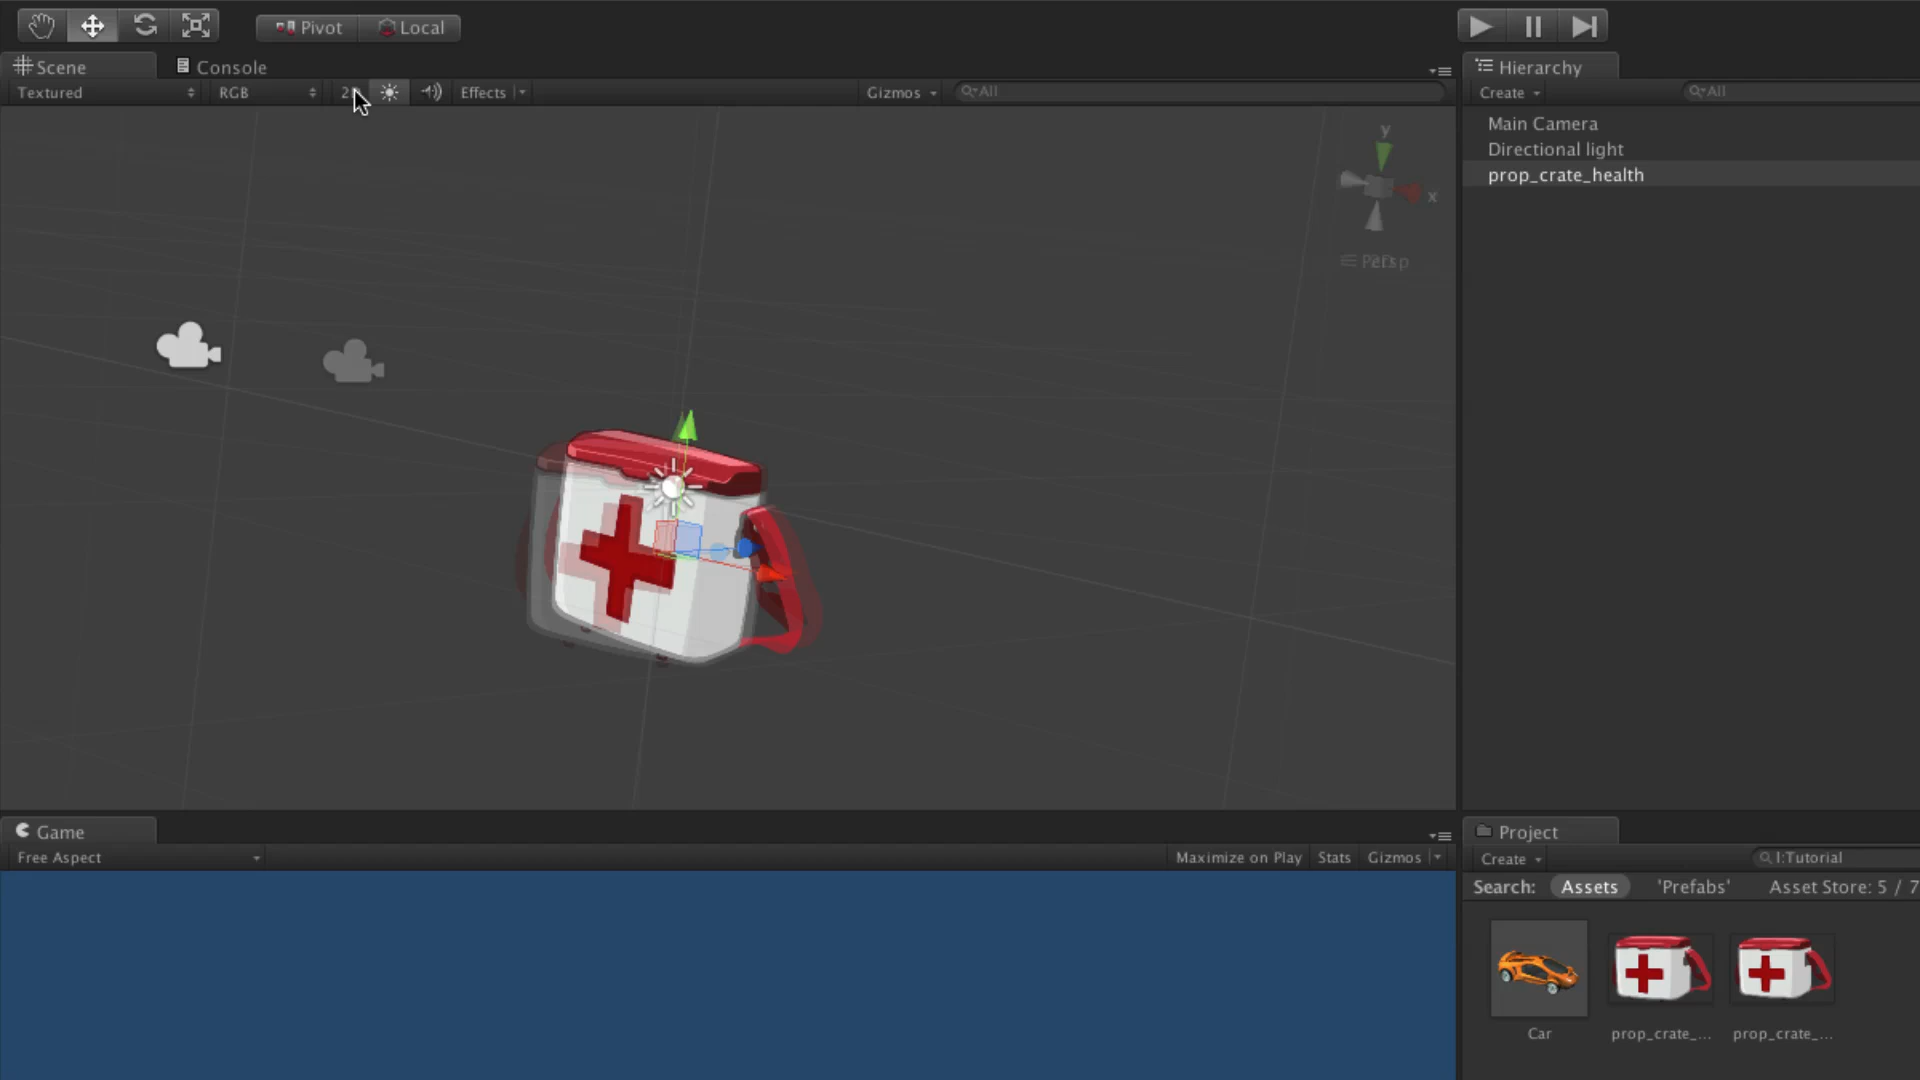 Pivot Local
Scene Console
Textured RGB Effects Gizmos All
Hierarchy
Create All
Main Camera
Directional light
prop_crate_health
y
x
Game
Free Aspect Maximize on Play Stats Gizmos
Project
Create l:Tutorial
Search: Assets 'Prefabs' Asset Store: 5 / 7
Car prop_crate_... prop_crate_...